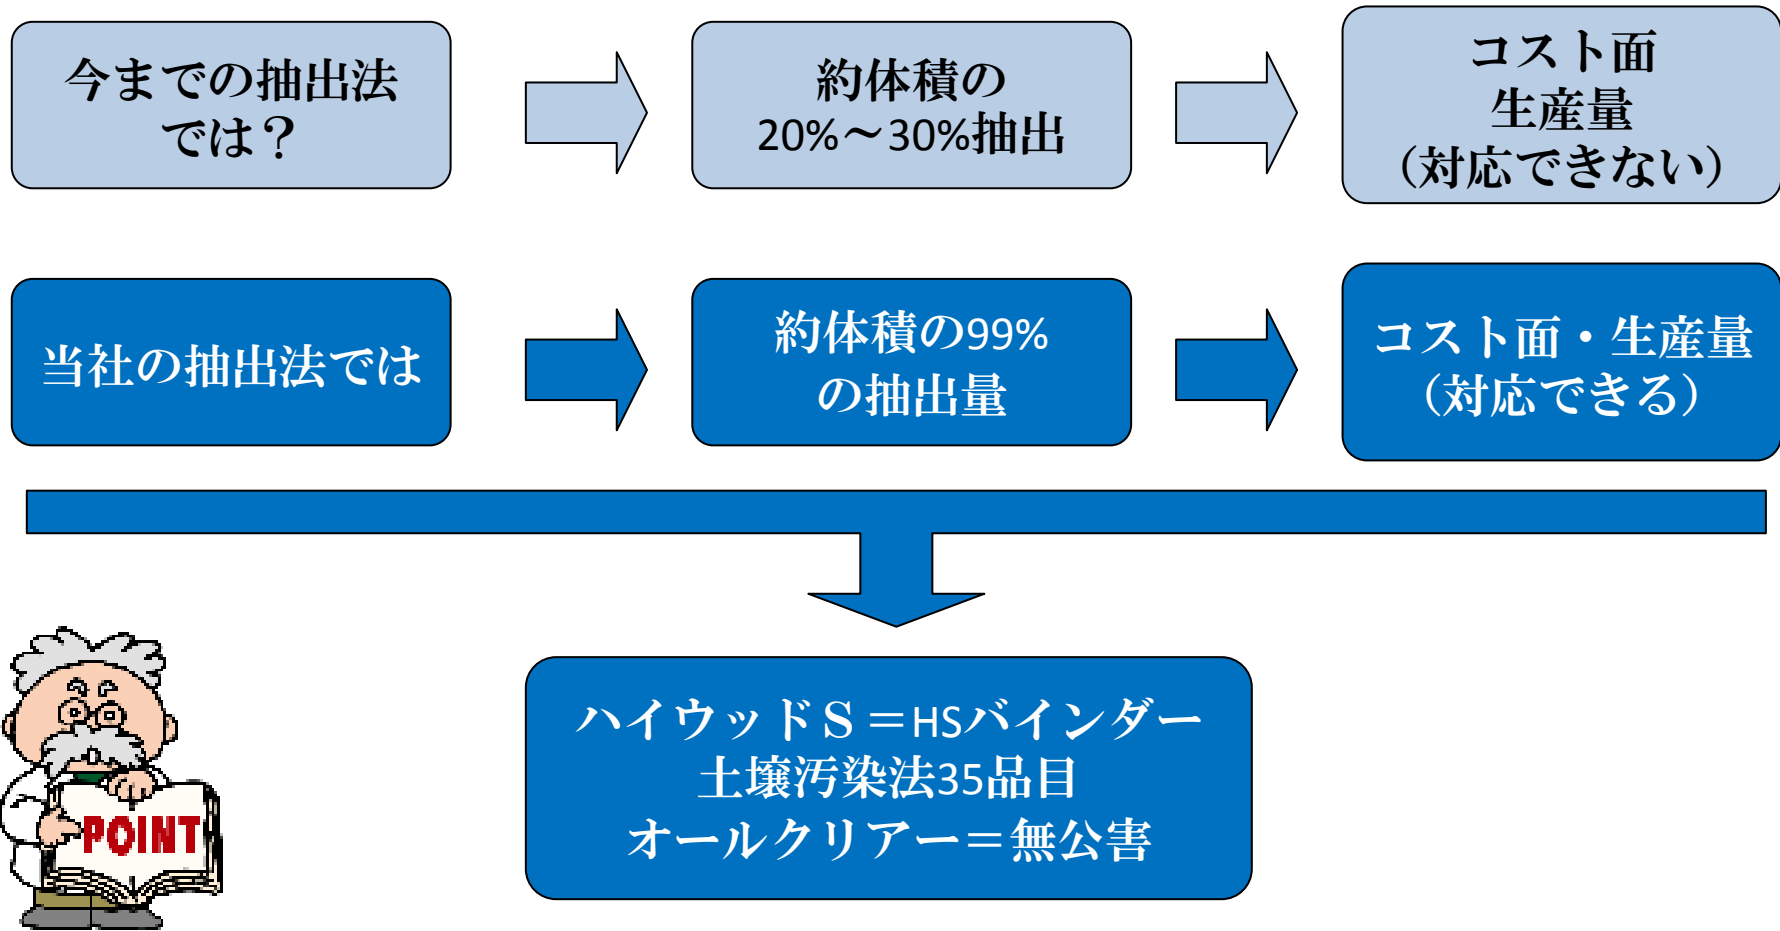 今までの抽出法
では？
約体積の
20%～30%抽出
コスト面
生産量
（対応できない）
当社の抽出法では
約体積の99%
の抽出量
コスト面・生産量
（対応できる）
ハイウッドＳ＝HSバインダー
土壌汚染法35品目
オールクリアー＝無公害
POINT